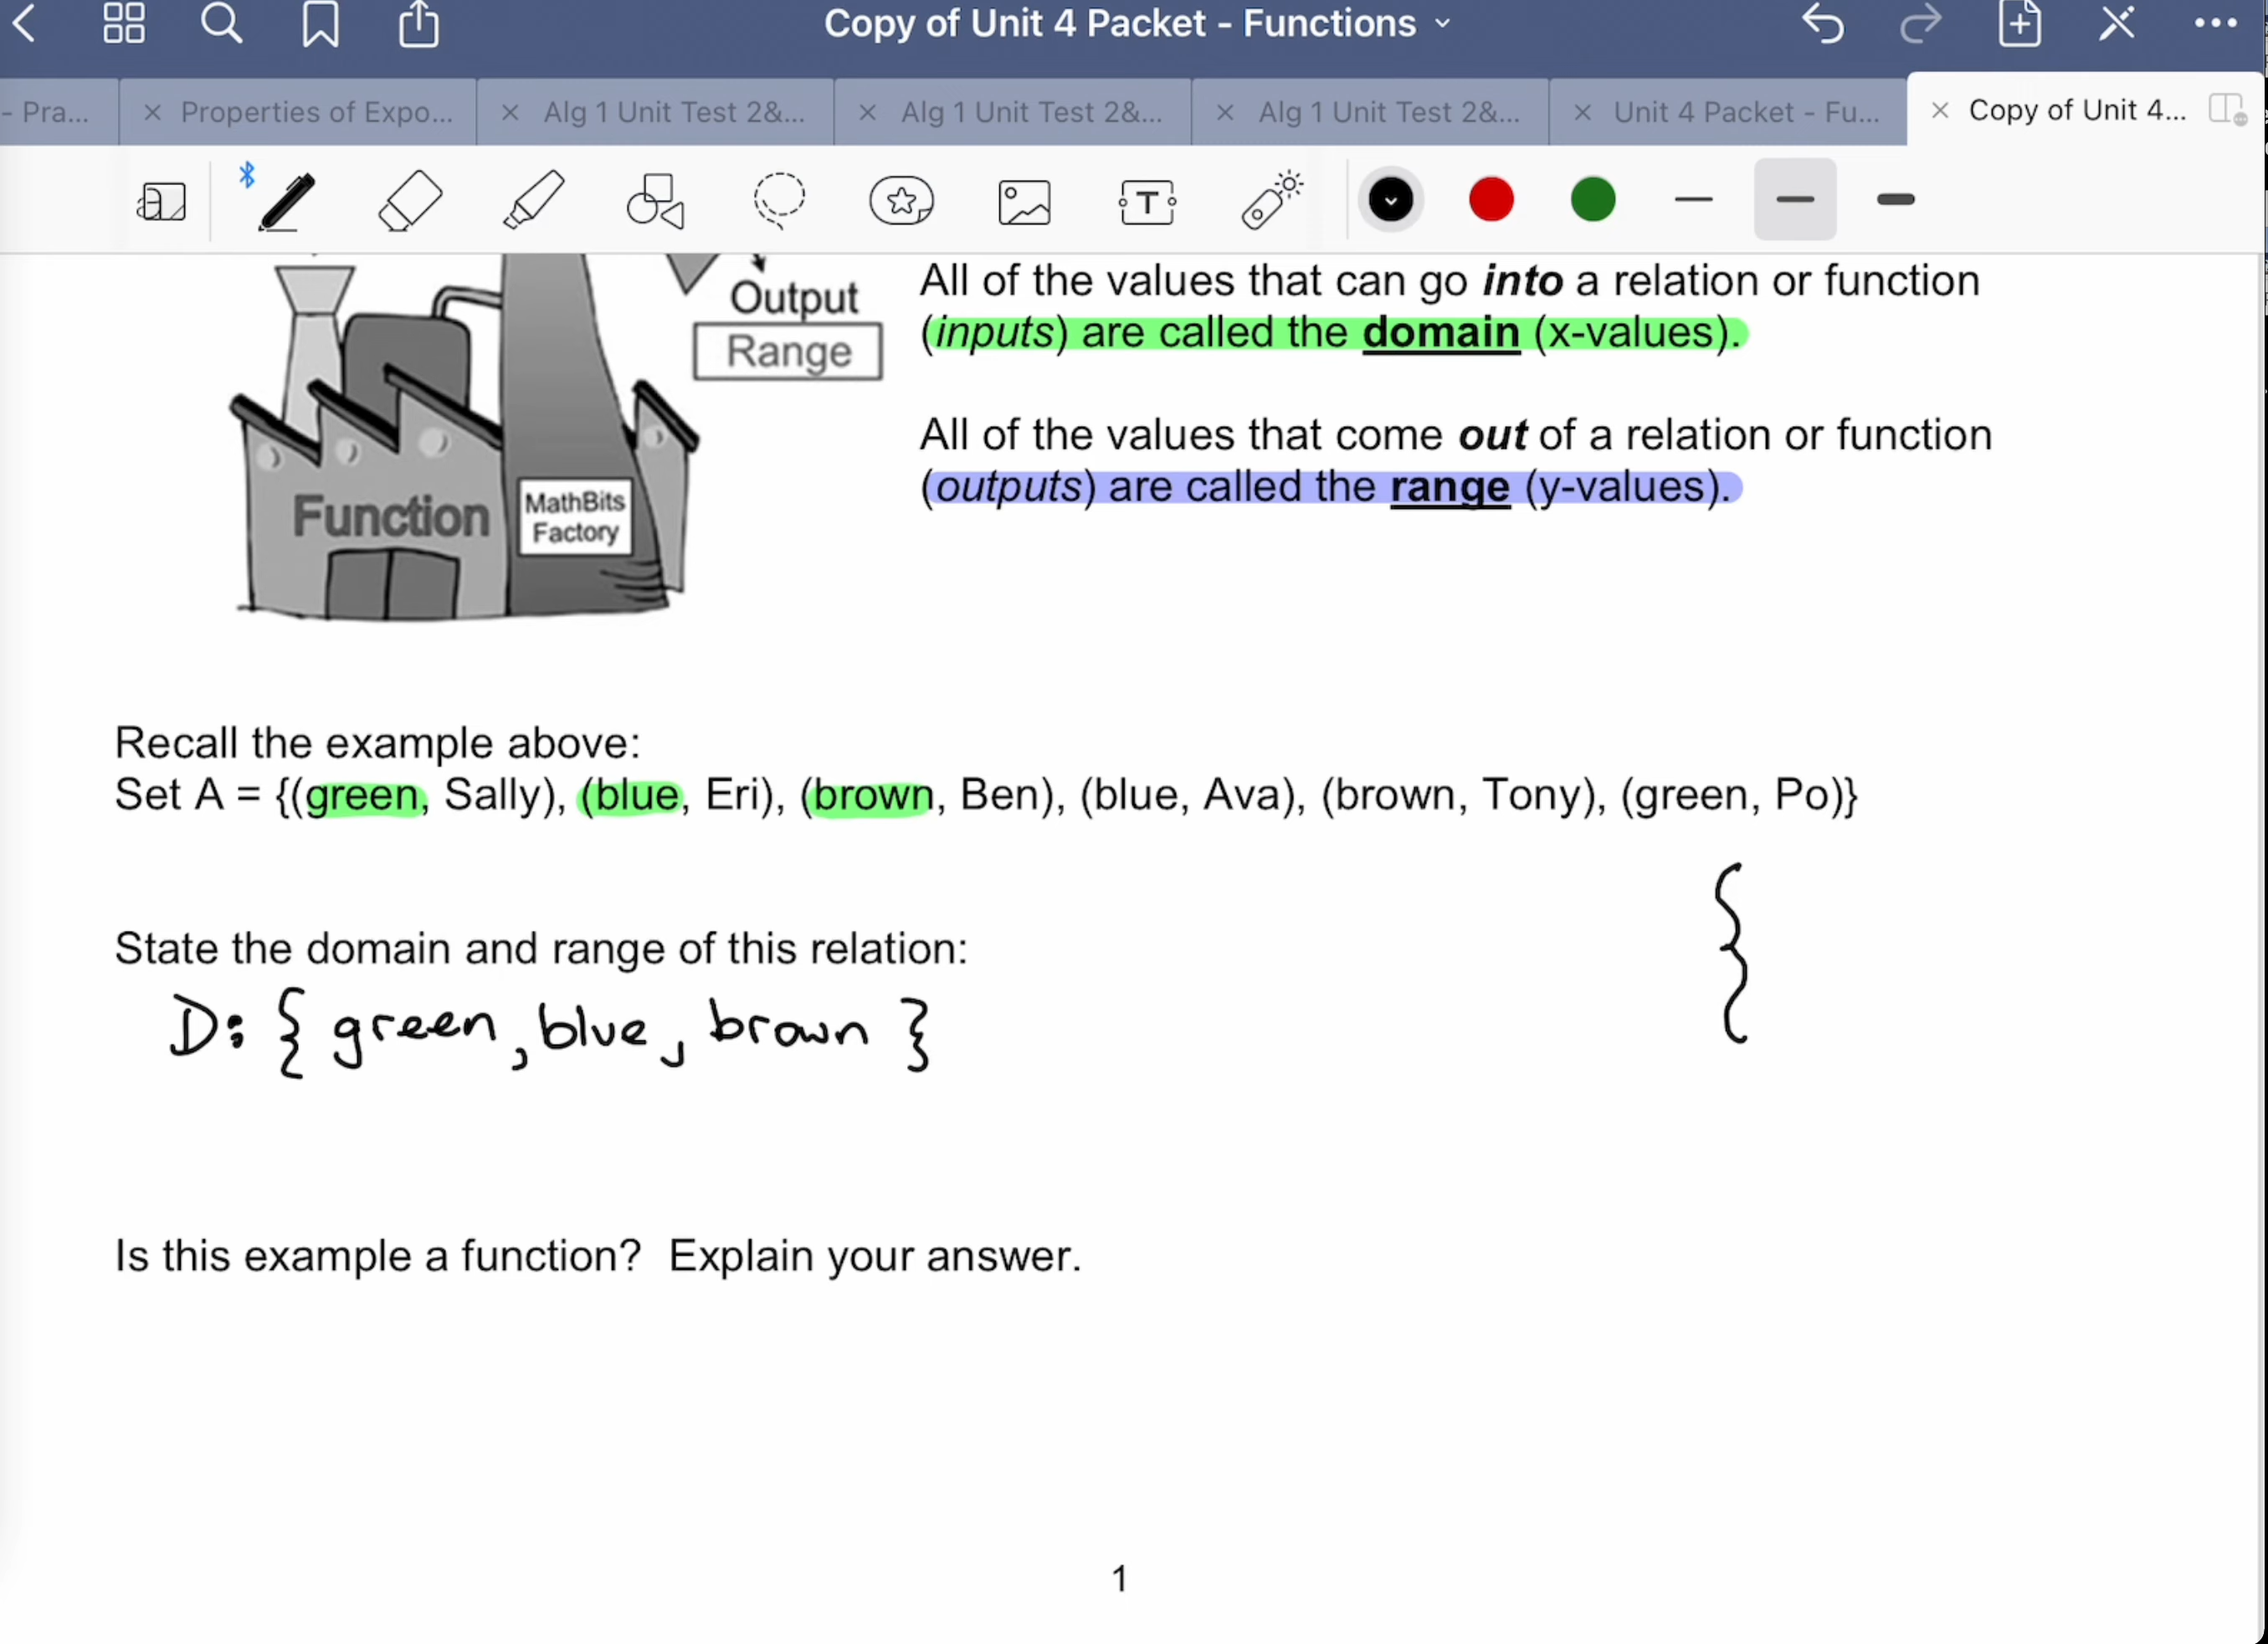 Copy of Unit 4 Packet - Functions
- Pra...
Properties of Expo...
Alg 1 Unit Test 2&...
Alg 1 Unit Test 2&...
Alg 1 Unit Test 2&...
Unit 4 Packet - Fu...
Copy of Unit 4...
a
T
Output
Range
Function
MathBits
Factory
All of the values that can go into a relation or function
(inputs) are called the domain (x-values).
All of the values that come out of a relation or function
(outputs) are called the range (y-values).
Recall the example above:
Set A = {(green, Sally), (blue, Eri), (brown, Ben), (blue, Ava), (brown, Tony), (green, Po)}
{
State the domain and range of this relation:
D: { green, blue, brown }
Is this example a function?  Explain your answer.
1